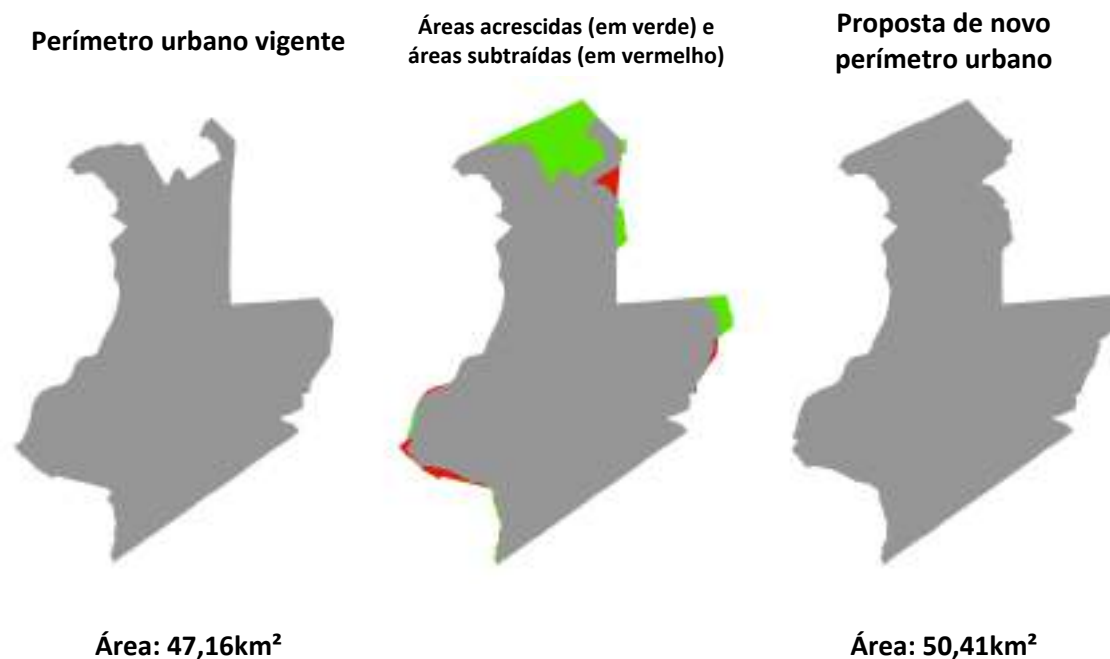 Perímetro urbano vigente
Áreas acrescidas (em verde) e
áreas subtraídas (em vermelho)
Proposta de novo
perímetro urbano
Área: 47,16km²
Área: 50,41km²